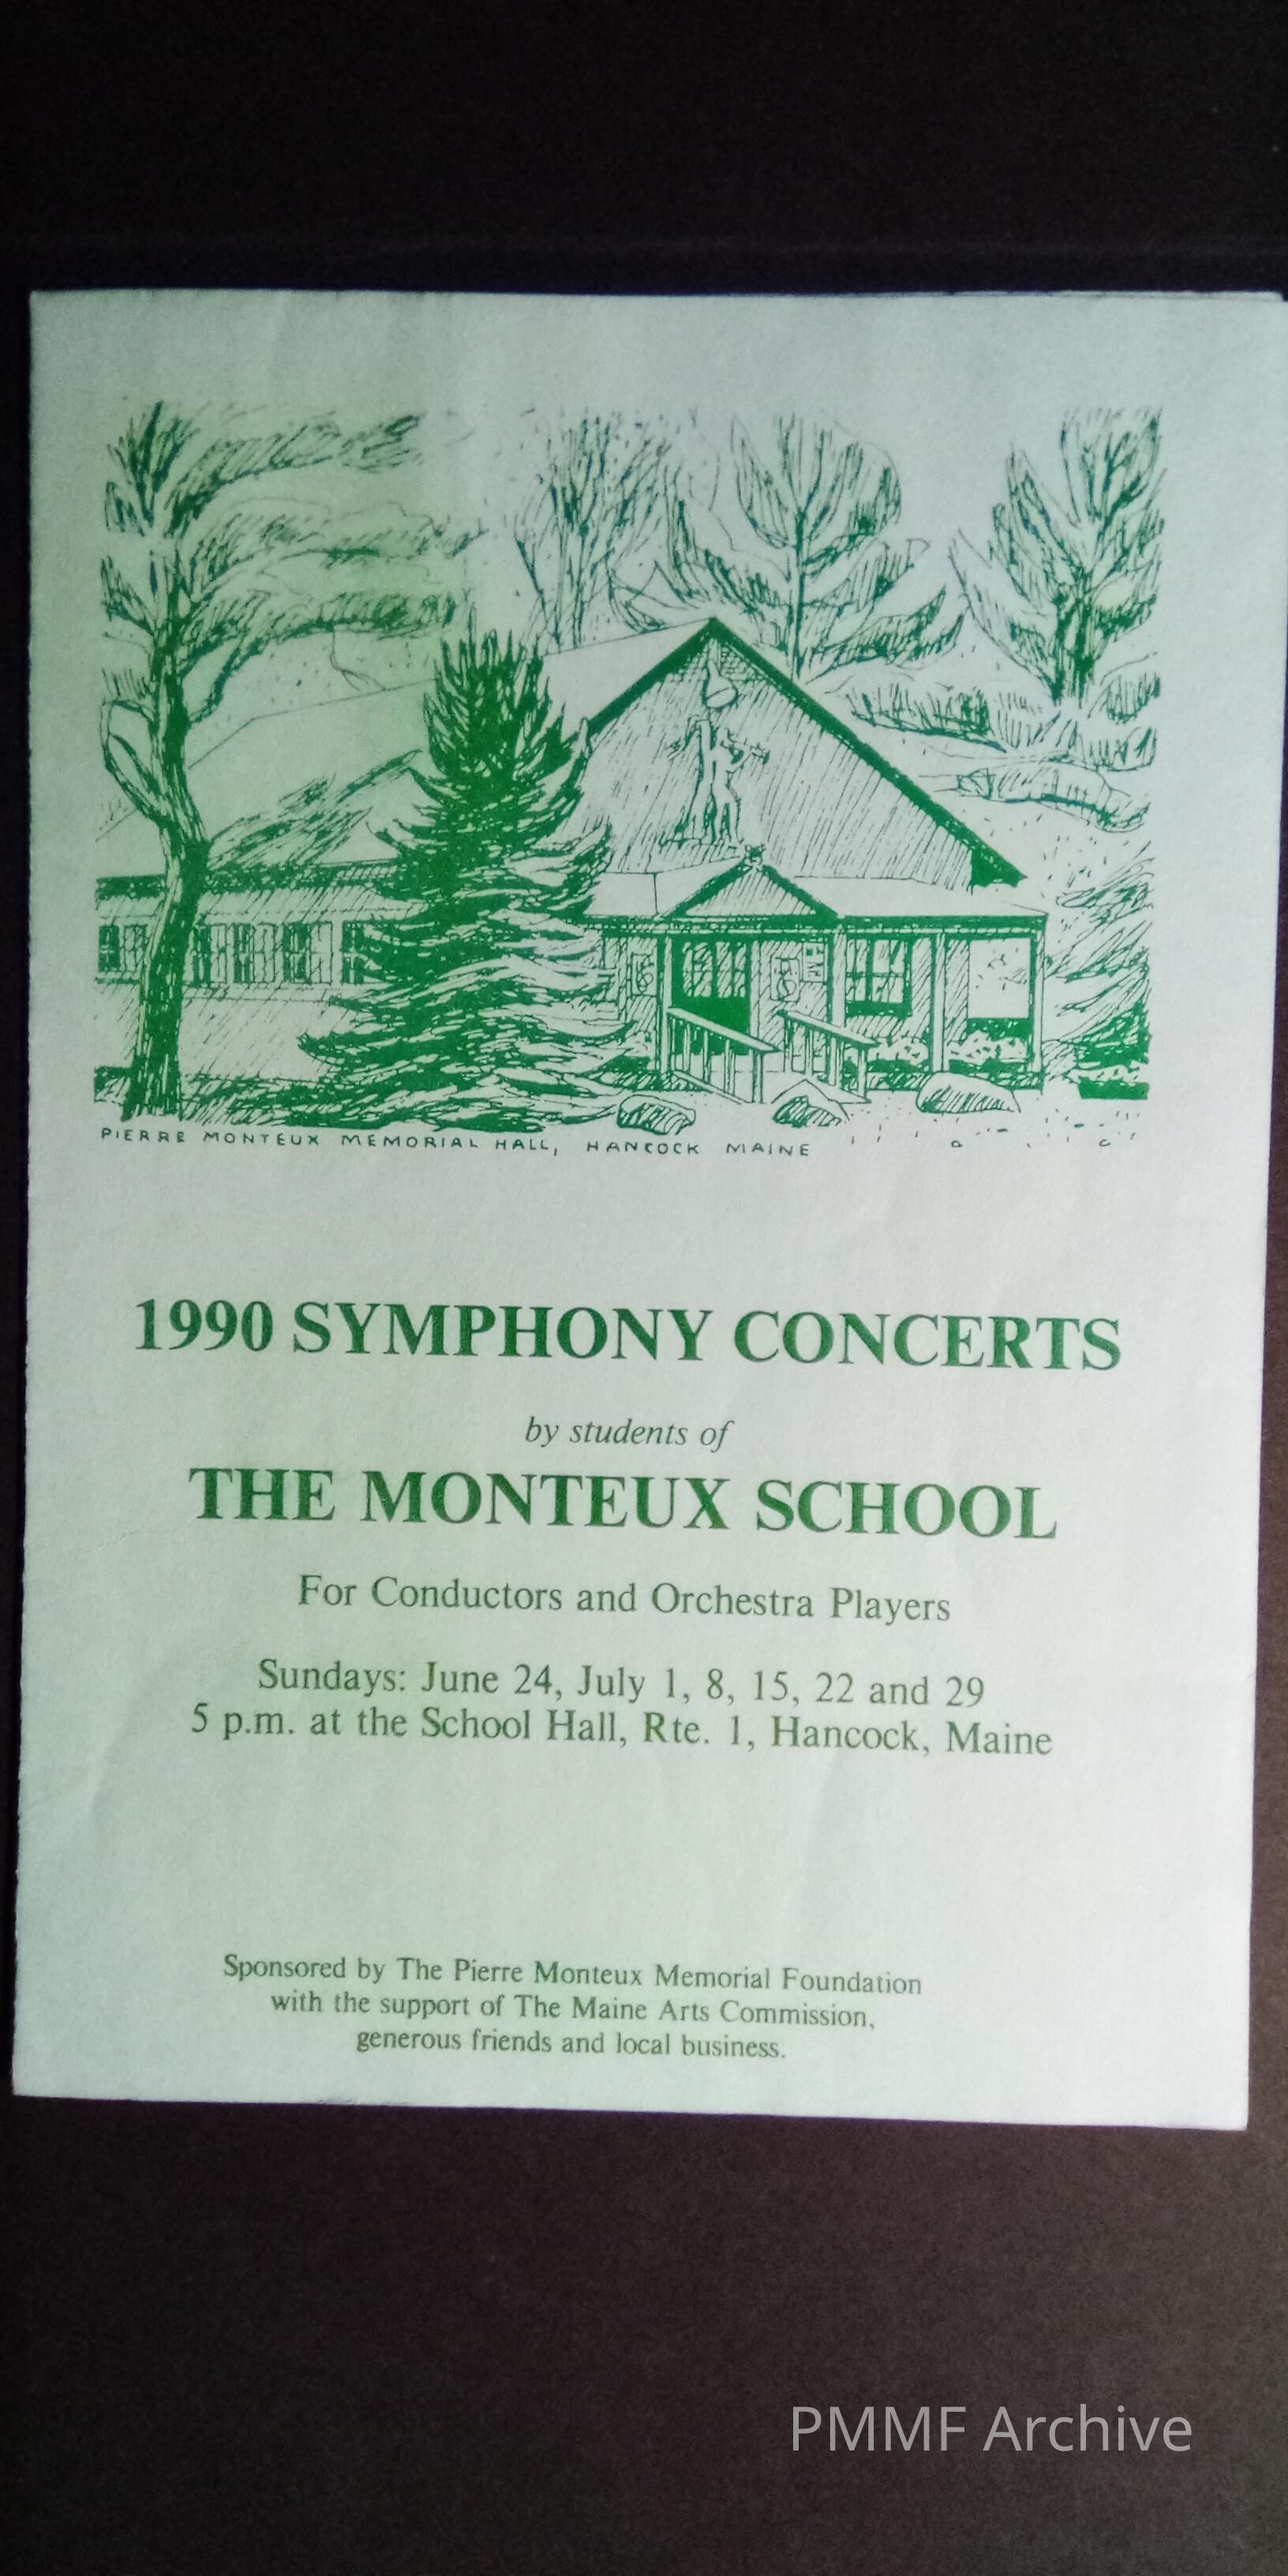 PIERRE MONTEUX MEMORIAL HALL, HANCOCK MAINE
1990 SYMPHONY CONCERTS
by students of
THE MONTEUX SCHOOL
For Conductors and Orchestra Players
Sundays: June 24, July 1, 8, 15, 22 and 29
5 p.m. at the School Hall, Rte. 1, Hancock, Maine
Sponsored by The Pierre Monteux Memorial Foundation
with the support of The Maine Arts Commission,
generous friends and local business.
PMMF Archive